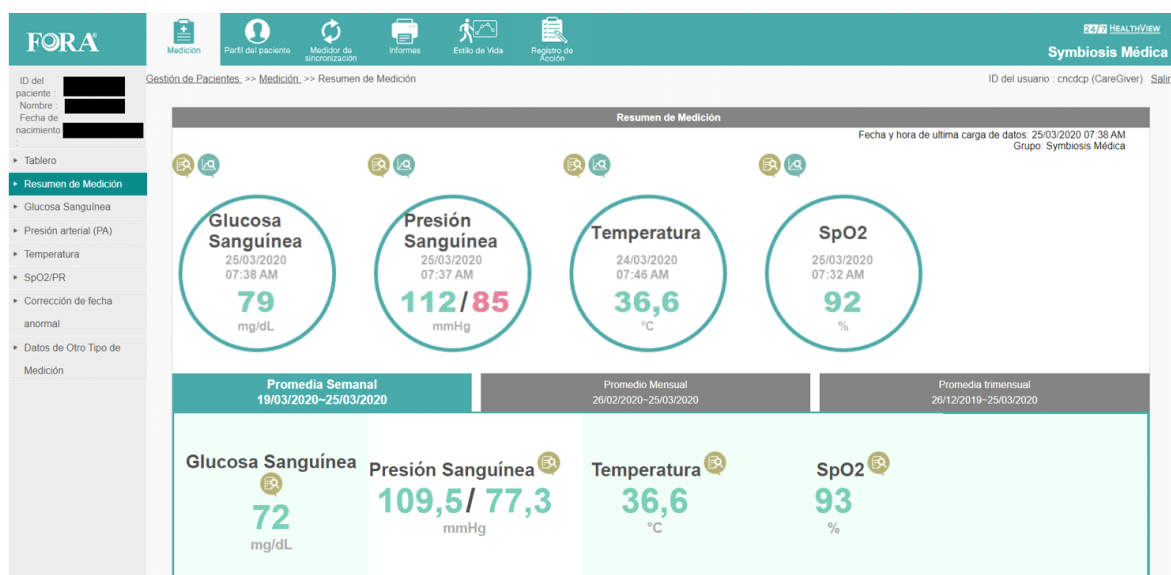 FORA
Medición
Perfil del paciente
Medidor de
sincronización
Informes
Estilo de Vida
Registro de
Acción
24/7 HEALTHVIEW
Symbiosis Médica
ID del
paciente :
Nombre :
Fecha de
nacimiento
:
Gestión de Pacientes >> Medición >> Resumen de Medición
ID del usuario : cncdcp (CareGiver) Salir
Tablero
Resumen de Medición
Glucosa Sanguínea
Presión arterial (PA)
Temperatura
SpO2/PR
Corrección de fecha
anormal
Datos de Otro Tipo de
Medición
Resumen de Medición
Fecha y hora de ultima carga de datos: 25/03/2020 07:38 AM
Grupo: Symbiosis Médica
Glucosa
Sanguínea
25/03/2020
07:38 AM
79
mg/dL
Presión
Sanguínea
25/03/2020
07:37 AM
112/85
mmHg
Temperatura
24/03/2020
07:46 AM
36,6
°C
SpO2
25/03/2020
07:32 AM
92
%
Promedia Semanal
19/03/2020~25/03/2020
Promedio Mensual
26/02/2020~25/03/2020
Promedia trimensual
26/12/2019~25/03/2020
Glucosa Sanguínea
72
mg/dL
Presión Sanguínea
109,5/ 77,3
mmHg
Temperatura
36,6
°C
SpO2
93
%